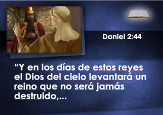 Daniel 2:44
"Y en los días de estos reyes
el Dios del cielo levantará un
reino que no será jamás
destruido,...